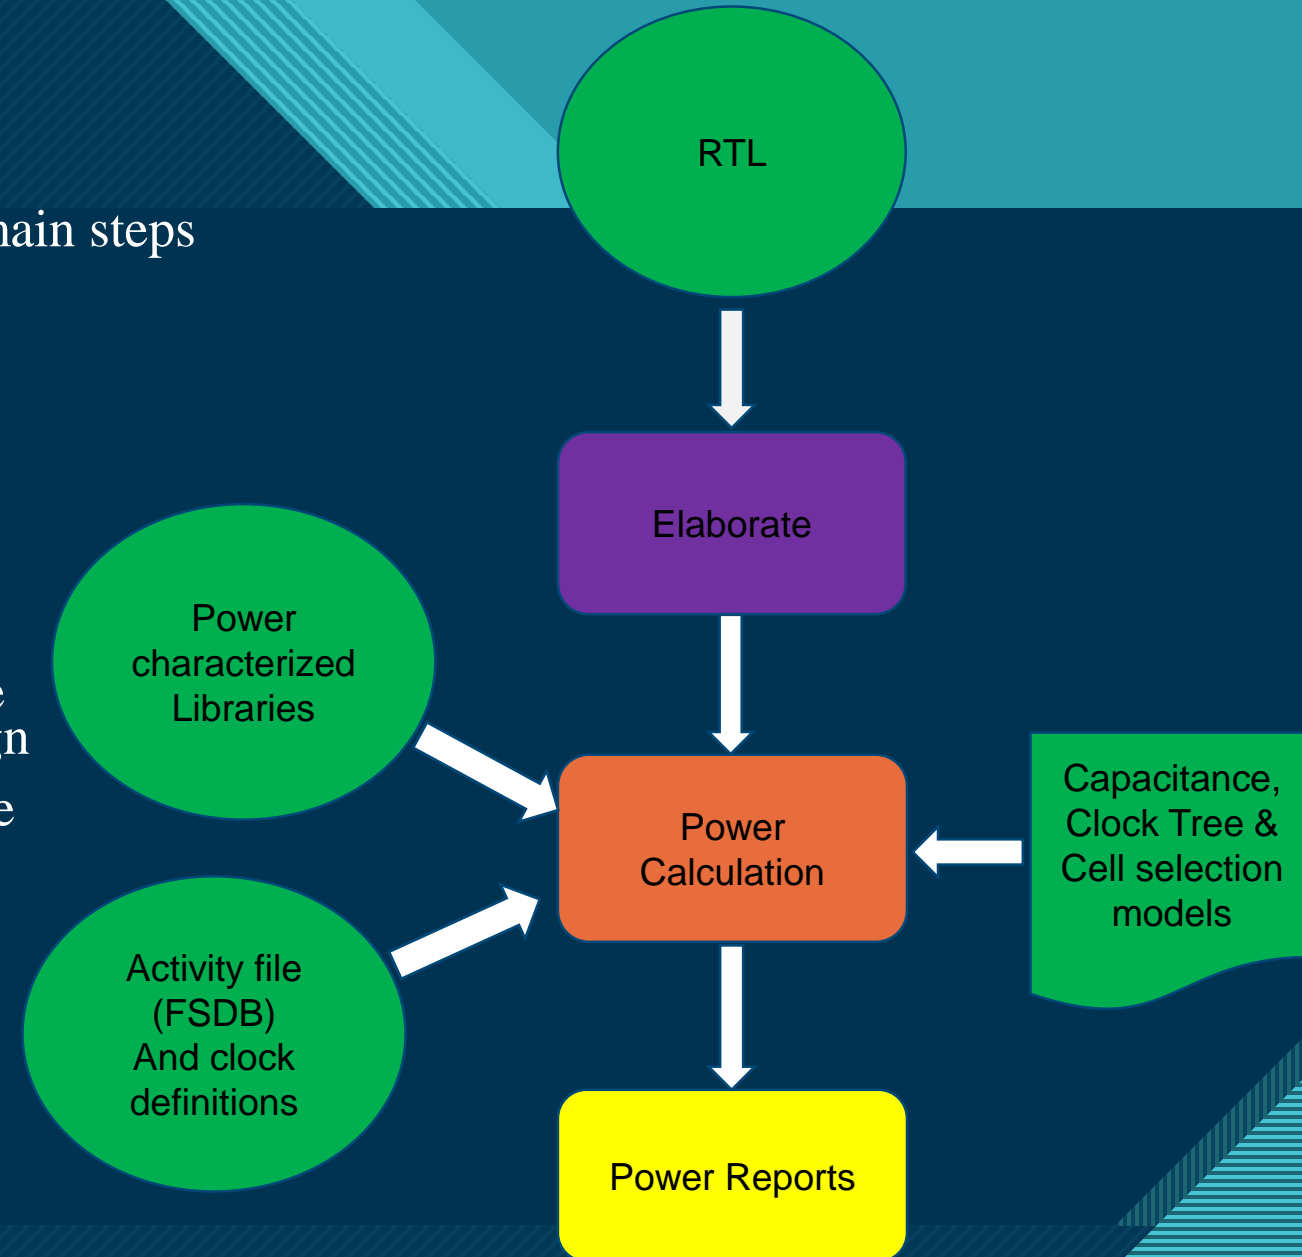 RTL
main steps
Elaborate
Power
characterized
Libraries
Capacitance,
Clock Tree &
Cell selection
models
Power
Calculation
Activity file
(FSDB)
And clock
definitions
Power Reports